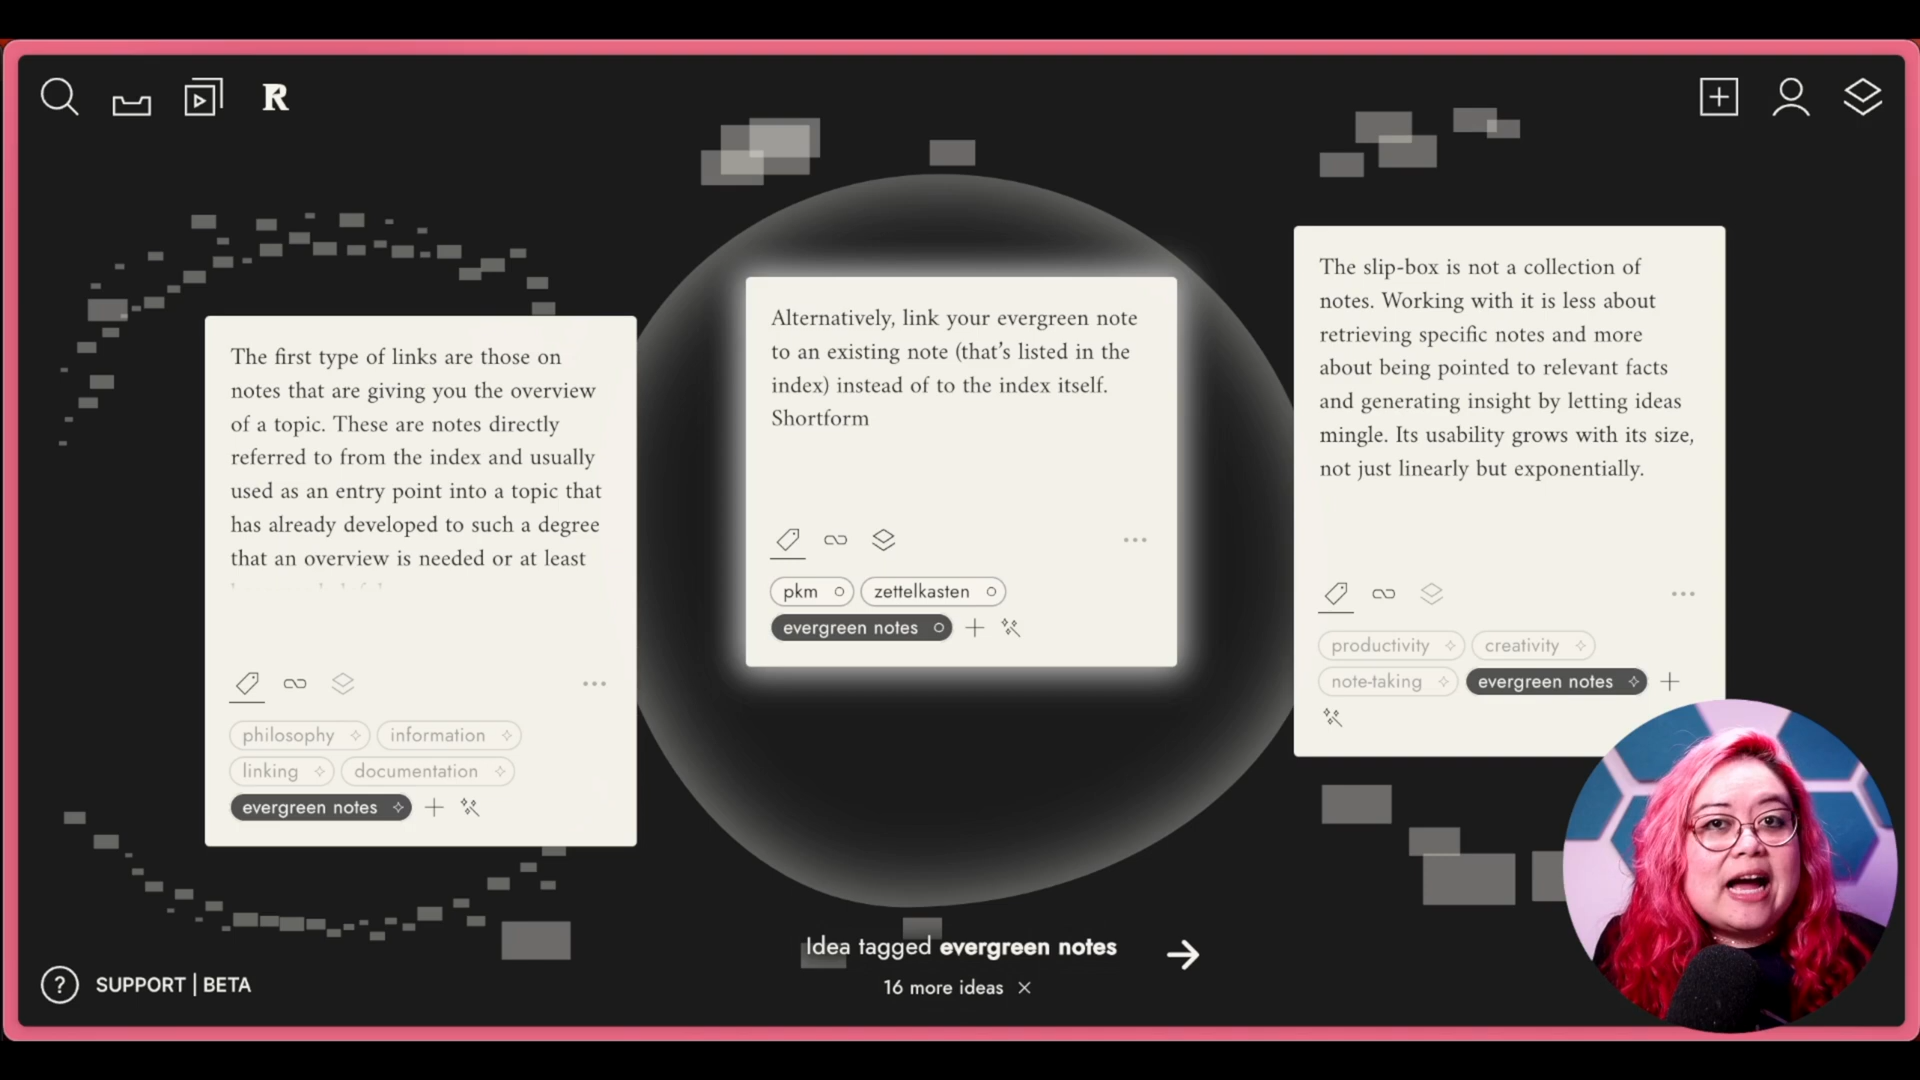 R
The first type of links are those on
notes that are giving you the overview
of a topic. These are notes directly
referred to from the index and usually
used as an entry point into a topic that
has already developed to such a degree
that an overview is needed or at least
philosophy
information
linking
documentation
evergreen notes
Alternatively, link your evergreen note
to an existing note (that’s listed in the
index) instead of to the index itself.
Shortform
pkm
zettelkasten
evergreen notes
The slip-box is not a collection of
notes. Working with it is less about
retrieving specific notes and more
about being pointed to relevant facts
and generating insight by letting ideas
mingle. Its usability grows with its size,
not just linearly but exponentially.
productivity
creativity
note-taking
evergreen notes
Idea tagged evergreen notes
16 more ideas
? SUPPORT | BETA